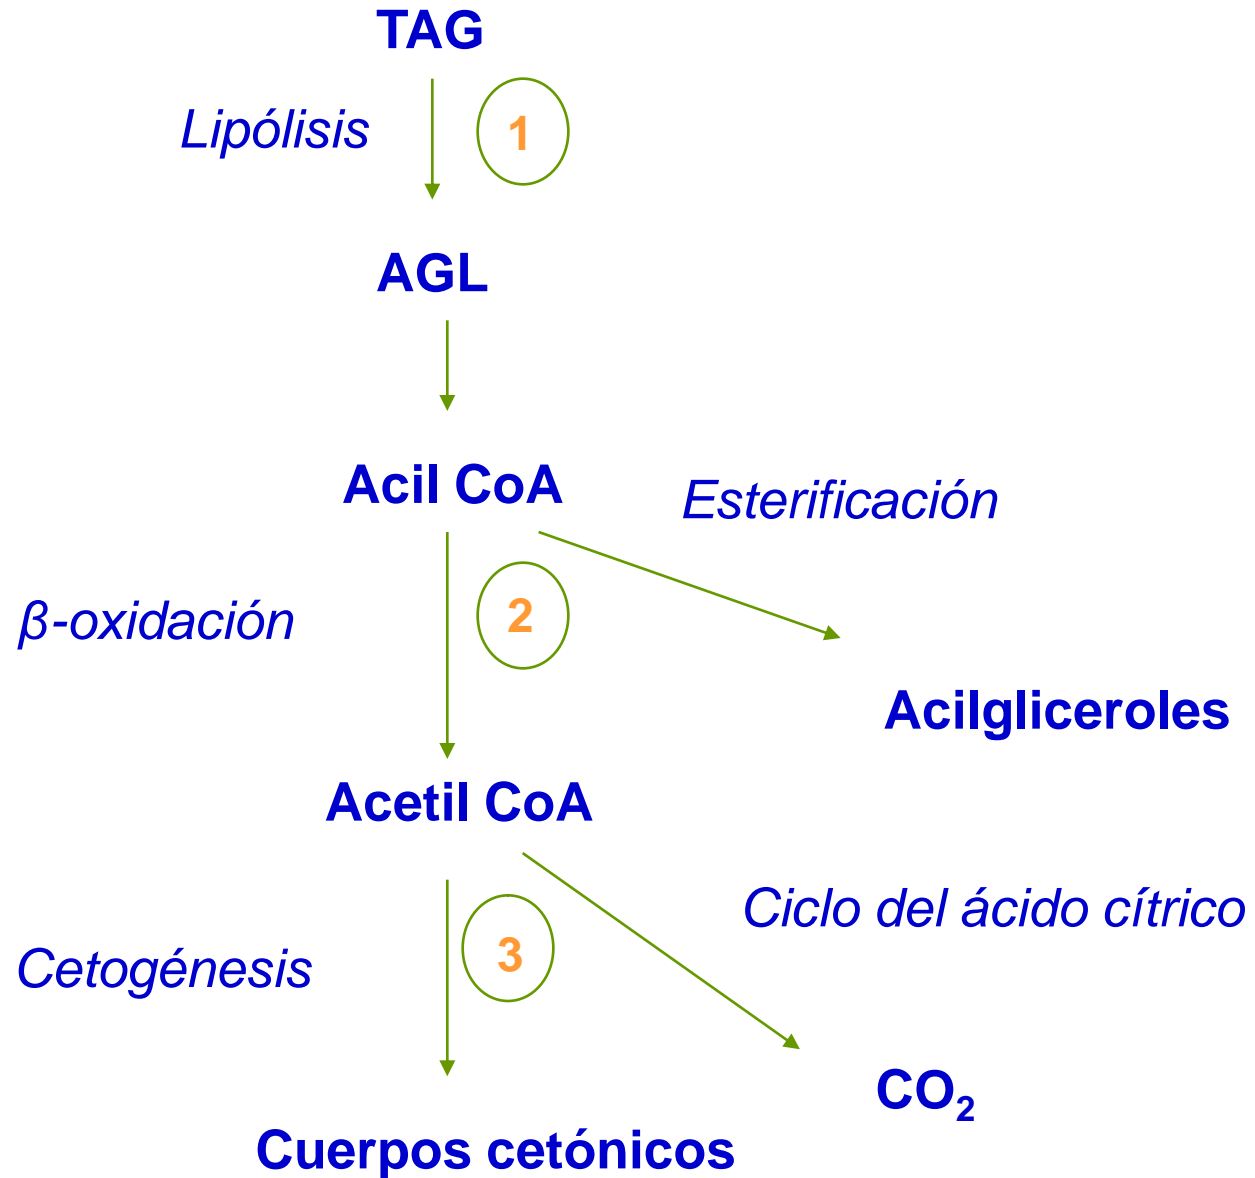 TAG
Lipólisis
1
AGL
Acil CoA
Esterificación
β-oxidación
2
Acilgliceroles
Acetil CoA
Ciclo del ácido cítrico
Cetogénesis
3
CO₂
Cuerpos cetónicos